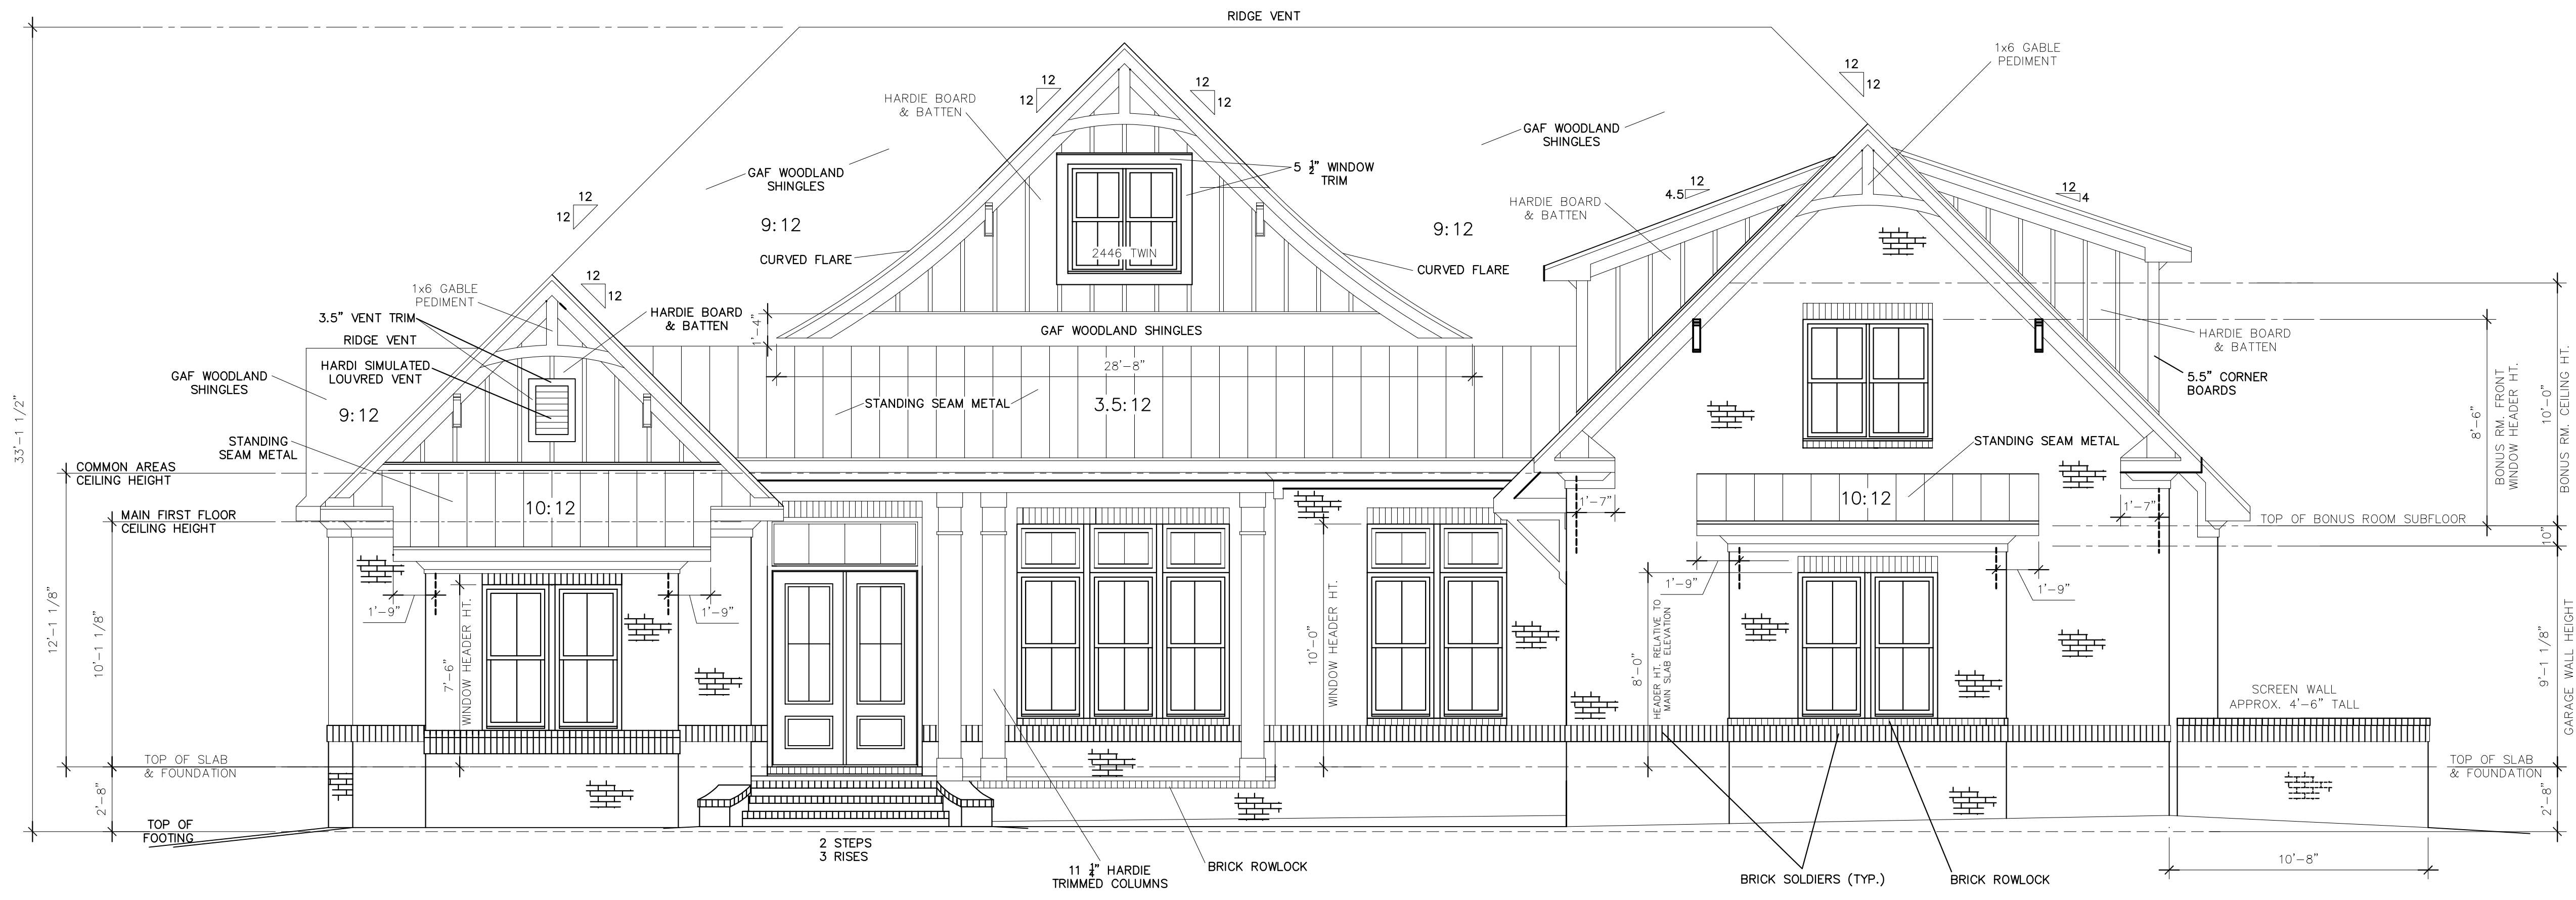 RIDGE VENT
1x6 GABLE
PEDIMENT
12
12
12
12
12
12
HARDIE BOARD
& BATTEN
GAF WOODLAND
SHINGLES
GAF WOODLAND
SHINGLES
5 1/2" WINDOW
TRIM
12
12
9:12
9:12
CURVED FLARE
2446 TWIN
CURVED FLARE
HARDIE BOARD
& BATTEN
12
4.5
12
4
12
12
1x6 GABLE
PEDIMENT
3.5" VENT TRIM
RIDGE VENT
HARDI SIMULATED
LOUVRED VENT
HARDIE BOARD
& BATTEN
1'-4"
GAF WOODLAND SHINGLES
28'-8"
STANDING SEAM METAL
3.5:12
HARDIE BOARD
& BATTEN
5.5" CORNER
BOARDS
GAF WOODLAND
SHINGLES
9:12
STANDING
SEAM METAL
33'-1 1/2"
COMMON AREAS
CEILING HEIGHT
MAIN FIRST FLOOR
CEILING HEIGHT
10:12
1'-7"
10:12
STANDING SEAM METAL
1'-7"
8'-6"
BONUS RM. FRONT
WINDOW HEADER HT.
10'-0"
BONUS RM. CEILING HT.
TOP OF BONUS ROOM SUBFLOOR
10"
12'-1 1/8"
10'-1 1/8"
1'-9"
7'-6"
WINDOW HEADER HT.
1'-9"
10'-0"
WINDOW HEADER HT.
8'-0"
HEADER HT. RELATIVE TO
MAIN SLAB ELEVATION
1'-9"
1'-9"
9'-1 1/8"
GARAGE WALL HEIGHT
SCREEN WALL
APPROX. 4'-6" TALL
TOP OF SLAB
& FOUNDATION
TOP OF SLAB
& FOUNDATION
2'-8"
2'-8"
TOP OF
FOOTING
2 STEPS
3 RISES
11 1/4" HARDIE
TRIMMED COLUMNS
BRICK ROWLOCK
BRICK SOLDIERS (TYP.)
BRICK ROWLOCK
10'-8"